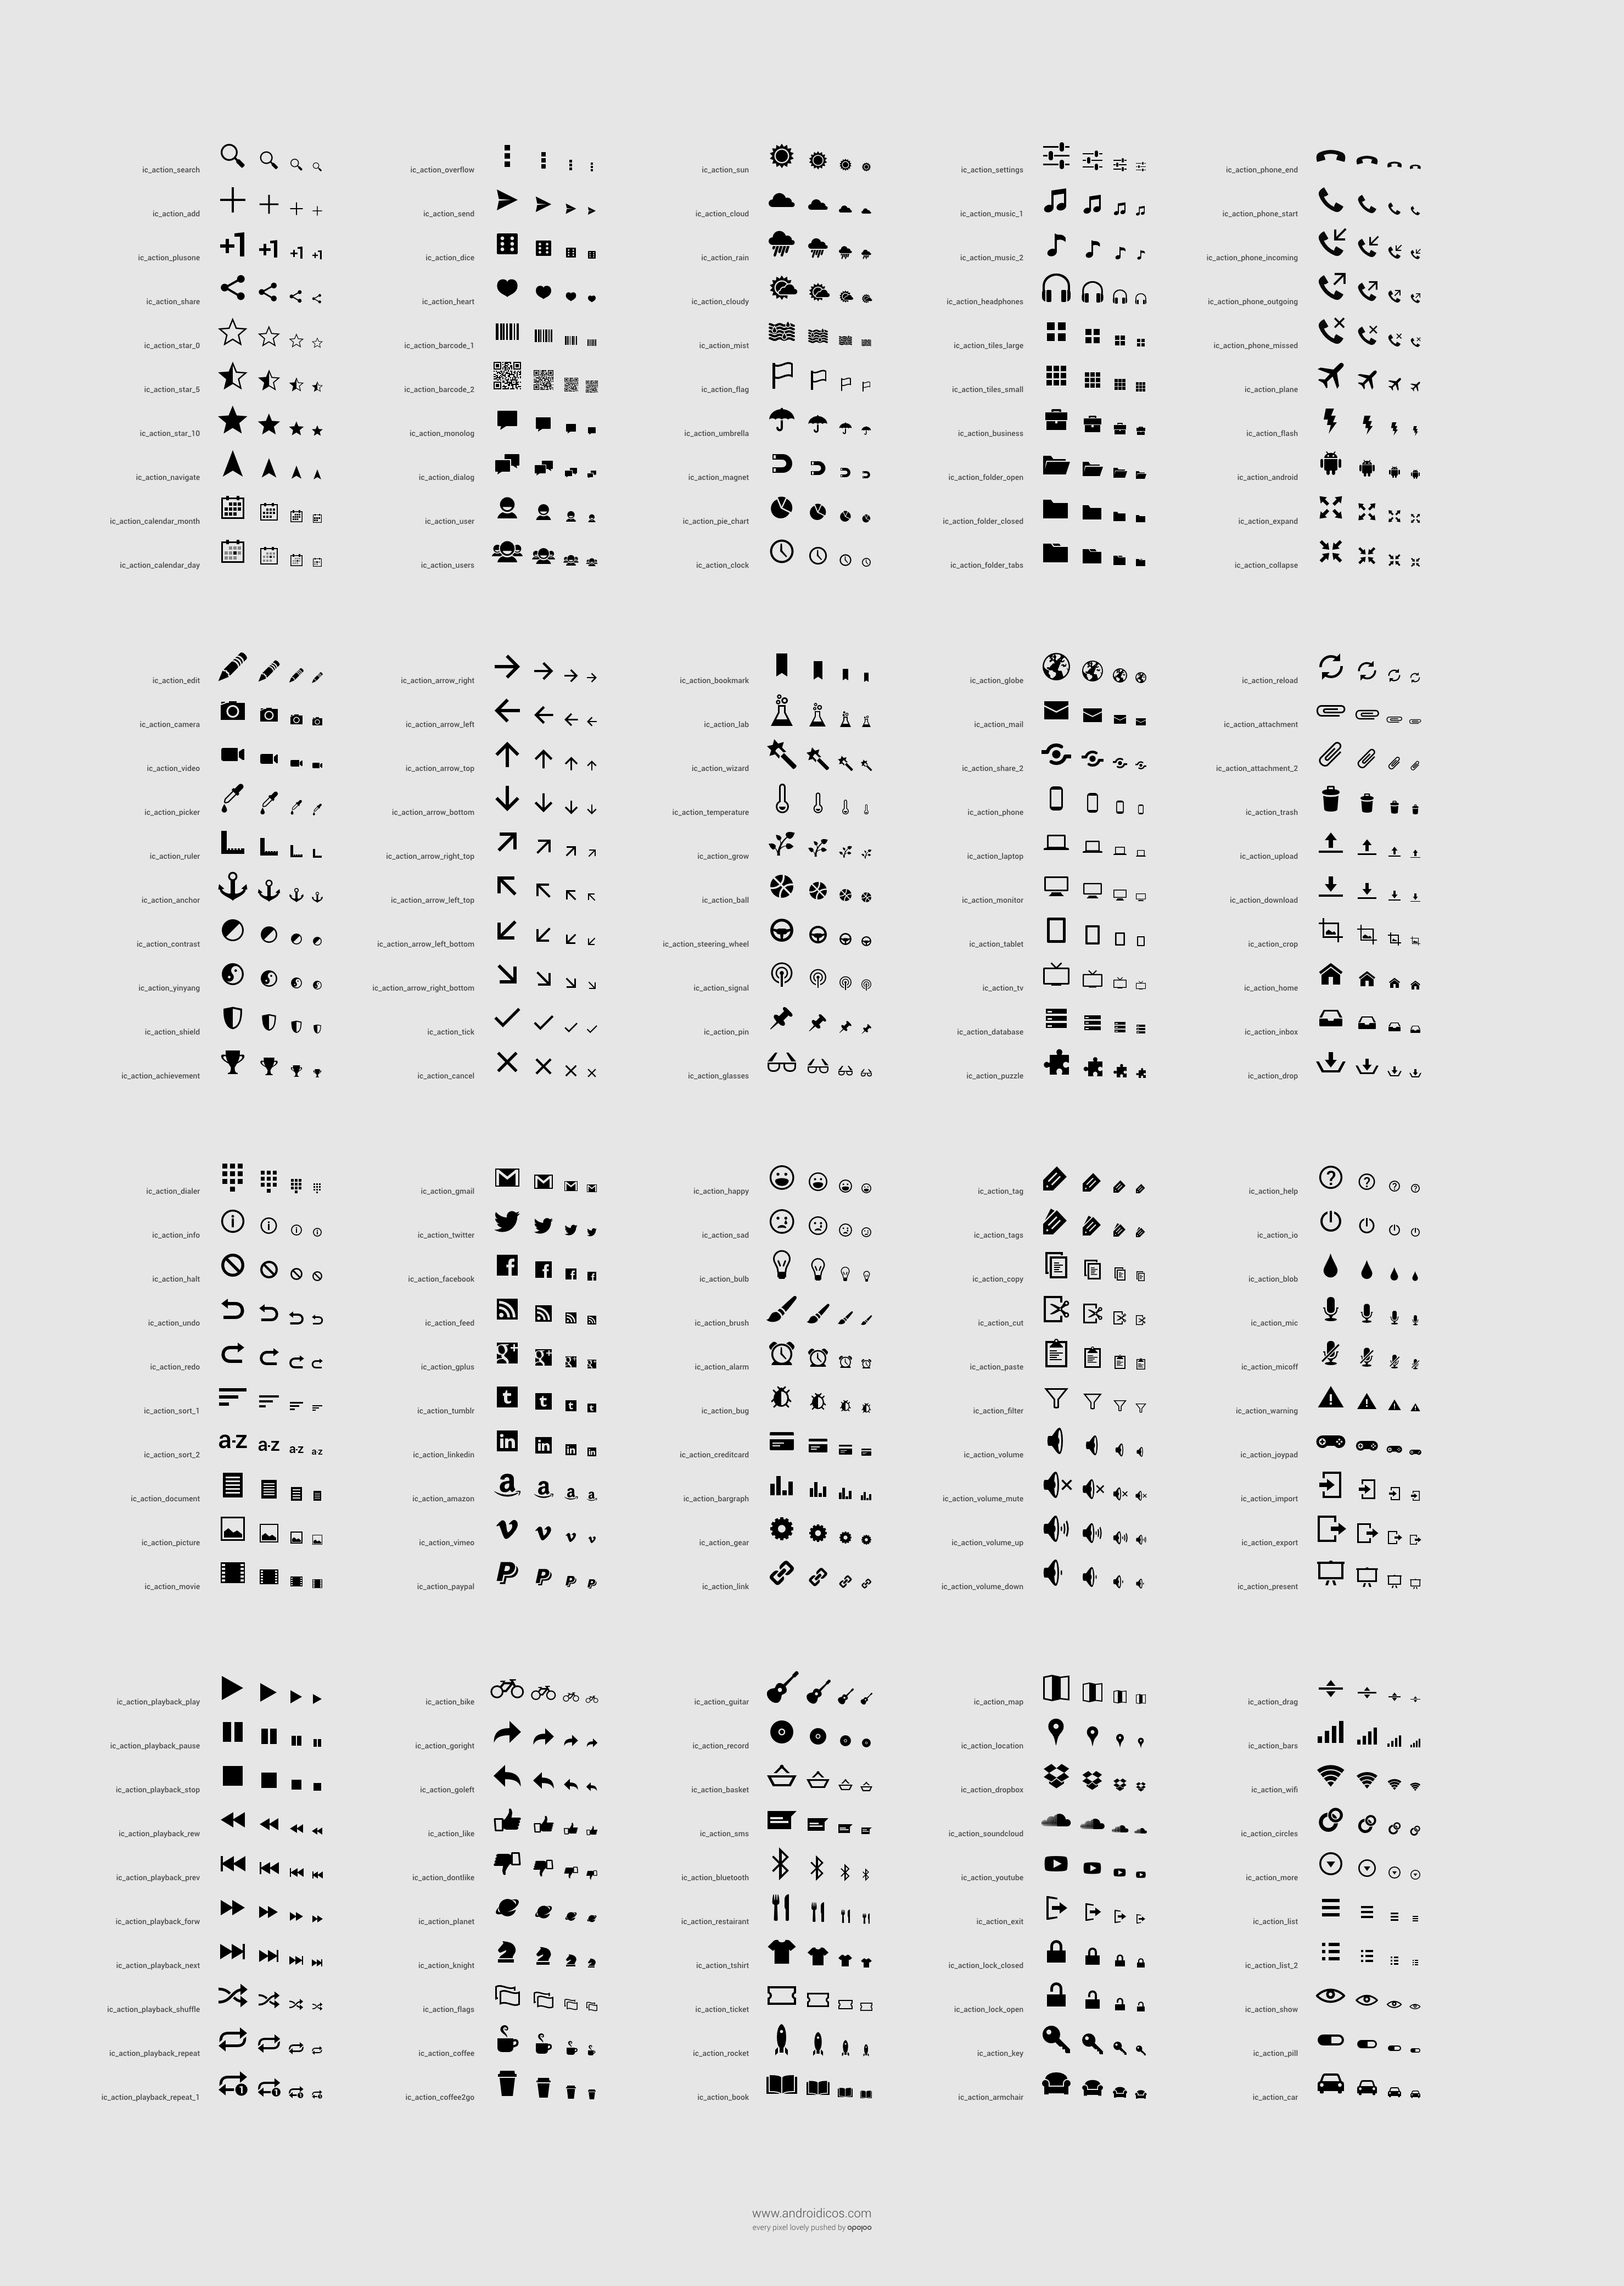 ic_action_search
ic_action_add
ic_action_plusone
ic_action_share
ic_action_star_0
ic_action_star_5
ic_action_star_10
ic_action_navigate
ic_action_calendar_month
ic_action_calendar_day
+1 +1 +1 +1
ic_action_overflow
ic_action_send
ic_action_dice
ic_action_heart
ic_action_barcode_1
ic_action_barcode_2
ic_action_monolog
ic_action_dialog
ic_action_user
ic_action_users
ic_action_sun
ic_action_cloud
ic_action_rain
ic_action_cloudy
ic_action_mist
ic_action_flag
ic_action_umbrella
ic_action_magnet
ic_action_pie_chart
ic_action_clock
ic_action_settings
ic_action_music_1
ic_action_music_2
ic_action_headphones
ic_action_tiles_large
ic_action_tiles_small
ic_action_business
ic_action_folder_open
ic_action_folder_closed
ic_action_folder_tabs
ic_action_phone_end
ic_action_phone_start
ic_action_phone_incoming
ic_action_phone_outgoing
ic_action_phone_missed
ic_action_plane
ic_action_flash
ic_action_android
ic_action_expand
ic_action_collapse
ic_action_edit
ic_action_camera
ic_action_video
ic_action_picker
ic_action_ruler
ic_action_anchor
ic_action_contrast
ic_action_yinyang
ic_action_shield
ic_action_achievement
ic_action_arrow_right
ic_action_arrow_left
ic_action_arrow_top
ic_action_arrow_bottom
ic_action_arrow_right_top
ic_action_arrow_left_top
ic_action_arrow_left_bottom
ic_action_arrow_right_bottom
ic_action_tick
ic_action_cancel
ic_action_bookmark
ic_action_lab
ic_action_wizard
ic_action_temperature
ic_action_grow
ic_action_ball
ic_action_steering_wheel
ic_action_signal
ic_action_pin
ic_action_glasses
ic_action_globe
ic_action_mail
ic_action_share_2
ic_action_phone
ic_action_laptop
ic_action_monitor
ic_action_tablet
ic_action_tv
ic_action_database
ic_action_puzzle
ic_action_reload
ic_action_attachment
ic_action_attachment_2
ic_action_trash
ic_action_upload
ic_action_download
ic_action_crop
ic_action_home
ic_action_inbox
ic_action_drop
ic_action_dialer
ic_action_info
ic_action_halt
ic_action_undo
ic_action_redo
ic_action_sort_1
ic_action_sort_2
a-z a-z a-z a-z
ic_action_document
ic_action_picture
ic_action_movie
ic_action_gmail
ic_action_twitter
ic_action_facebook
ic_action_feed
ic_action_gplus
ic_action_tumblr
ic_action_linkedin
in in in in
ic_action_amazon
ic_action_vimeo
ic_action_paypal
ic_action_happy
ic_action_sad
ic_action_bulb
ic_action_brush
ic_action_alarm
ic_action_bug
ic_action_creditcard
ic_action_bargraph
ic_action_gear
ic_action_link
ic_action_tag
ic_action_tags
ic_action_copy
ic_action_cut
ic_action_paste
ic_action_filter
ic_action_volume
ic_action_volume_mute
ic_action_volume_up
ic_action_volume_down
ic_action_help
ic_action_io
ic_action_blob
ic_action_mic
ic_action_micoff
ic_action_warning
ic_action_joypad
ic_action_import
ic_action_export
ic_action_present
ic_action_playback_play
ic_action_playback_pause
ic_action_playback_stop
ic_action_playback_rew
ic_action_playback_prev
ic_action_playback_forw
ic_action_playback_next
ic_action_playback_shuffle
ic_action_playback_repeat
ic_action_playback_repeat_1
ic_action_bike
ic_action_goright
ic_action_goleft
ic_action_like
ic_action_dontlike
ic_action_planet
ic_action_knight
ic_action_flags
ic_action_coffee
ic_action_coffee2go
ic_action_guitar
ic_action_record
ic_action_basket
ic_action_sms
ic_action_bluetooth
ic_action_restairant
ic_action_tshirt
ic_action_ticket
ic_action_rocket
ic_action_book
ic_action_map
ic_action_location
ic_action_dropbox
ic_action_soundcloud
ic_action_youtube
ic_action_exit
ic_action_lock_closed
ic_action_lock_open
ic_action_key
ic_action_armchair
ic_action_drag
ic_action_bars
ic_action_wifi
ic_action_circles
ic_action_more
ic_action_list
ic_action_list_2
ic_action_show
ic_action_pill
ic_action_car
www.androidicos.com
every pixel lovely pushed by opojoo